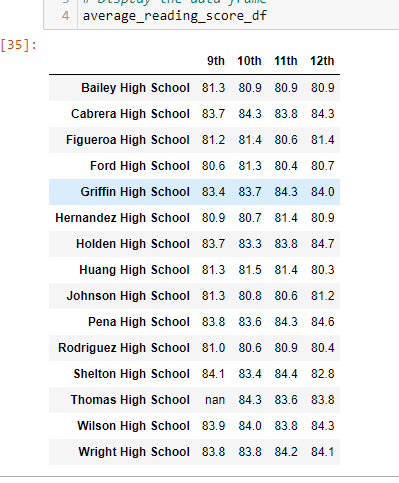 3 # Display the data frame
4 average_reading_score_df
[35]:
9th 10th 11th 12th
Bailey High School 81.3 80.9 80.9 80.9
Cabrera High School 83.7 84.3 83.8 84.3
Figueroa High School 81.2 81.4 80.6 81.4
Ford High School 80.6 81.3 80.4 80.7
Griffin High School 83.4 83.7 84.3 84.0
Hernandez High School 80.9 80.7 81.4 80.9
Holden High School 83.7 83.3 83.8 84.7
Huang High School 81.3 81.5 81.4 80.3
Johnson High School 81.3 80.8 80.6 81.2
Pena High School 83.8 83.6 84.3 84.6
Rodriguez High School 81.0 80.6 80.9 80.4
Shelton High School 84.1 83.4 84.4 82.8
Thomas High School nan 84.3 83.6 83.8
Wilson High School 83.9 84.0 83.8 84.3
Wright High School 83.8 83.8 84.2 84.1